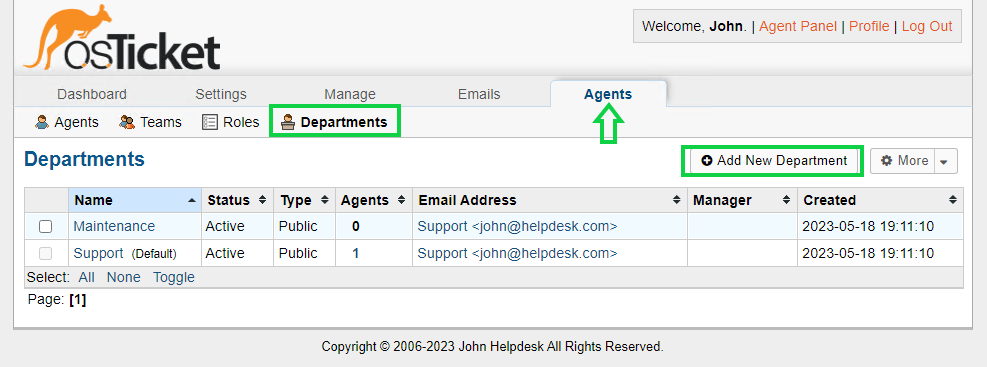 osTicket
Welcome, John. | Agent Panel | Profile | Log Out
Dashboard Settings Manage Emails Agents
Agents Teams Roles Departments
Departments
Add New Department More
Name Status Type Agents Email Address Manager Created
Maintenance Active Public 0 Support <john@helpdesk.com> 2023-05-18 19:11:10
Support (Default) Active Public 1 Support <john@helpdesk.com> 2023-05-18 19:11:10
Select: All None Toggle
Page: [1]
Copyright © 2006-2023 John Helpdesk All Rights Reserved.